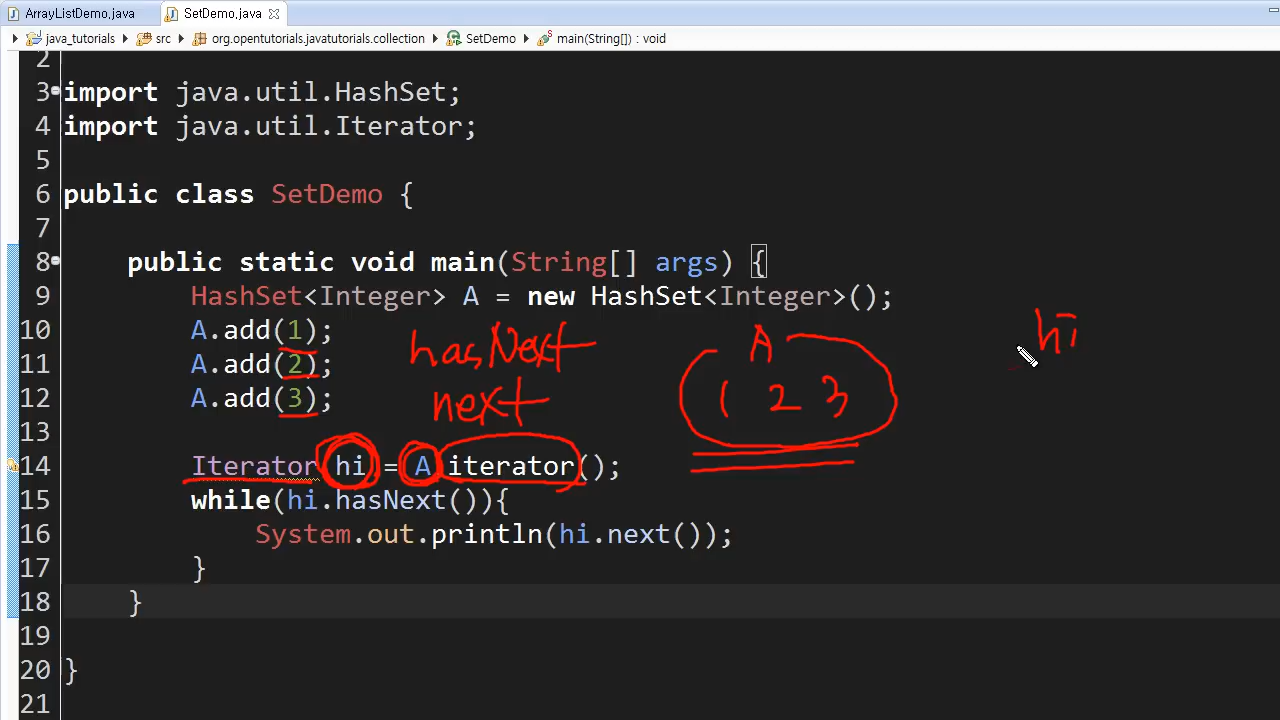 ArrayListDemo.java SetDemo.java
java_tutorials src org.opentutorials.javatutorials.collection SetDemo main(String[]) : void
2
3 import java.util.HashSet;
4 import java.util.Iterator;
5
6 public class SetDemo {
7
8 public static void main(String[] args) {
9 HashSet<Integer> A = new HashSet<Integer>();
10 A.add(1);
11 A.add(2);
12 A.add(3);
hasNext
next
A
1 2 3
hi
13
14 Iterator hi = A.iterator();
15 while(hi.hasNext()){
16 System.out.println(hi.next());
17 }
18 }
19
20 }
21